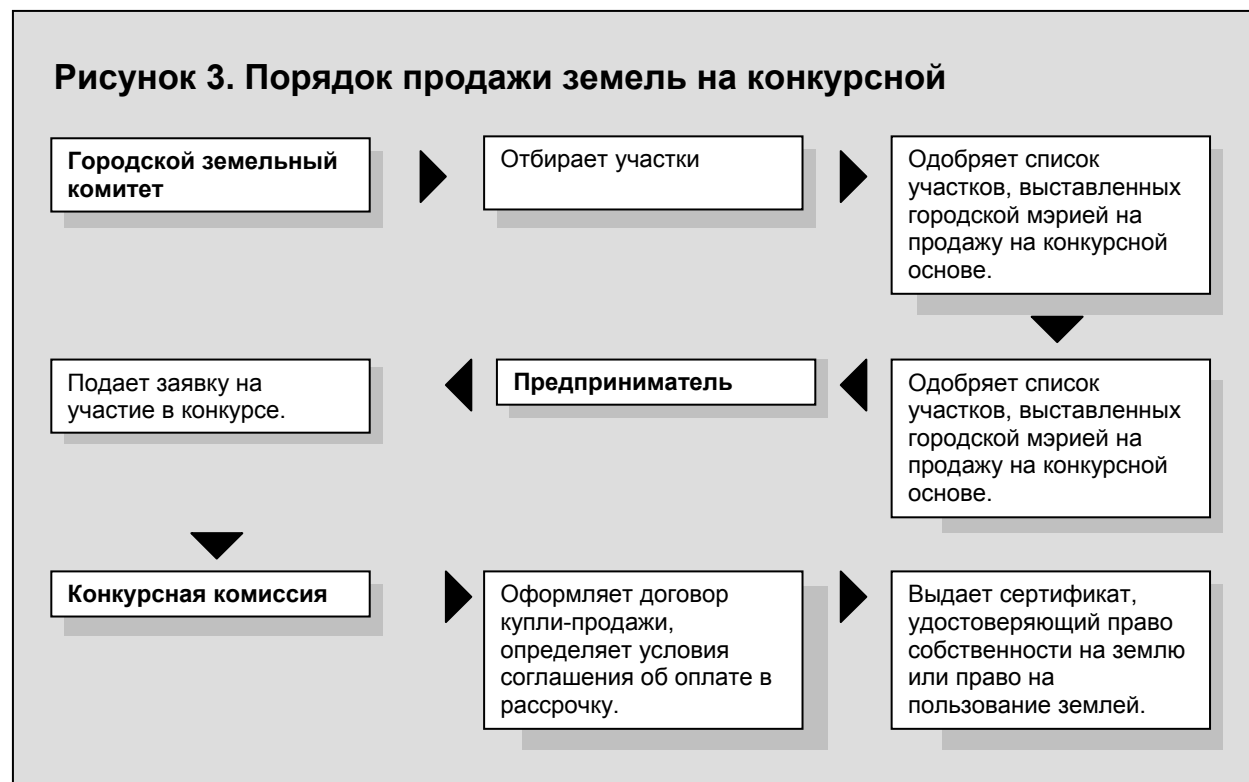 Рисунок 3. Порядок продажи земель на конкурсной
Городской земельный
комитет
Отбирает участки
Одобряет список
участков, выставленных
городской мэрией на
продажу на конкурсной
основе.
Подает заявку на
участие в конкурсе.
Предприниматель
Одобряет список
участков, выставленных
городской мэрией на
продажу на конкурсной
основе.
Конкурсная комиссия
Оформляет договор
купли-продажи,
определяет условия
соглашения об оплате в
рассрочку.
Выдает сертификат,
удостоверяющий право
собственности на землю
или право на
пользование землей.